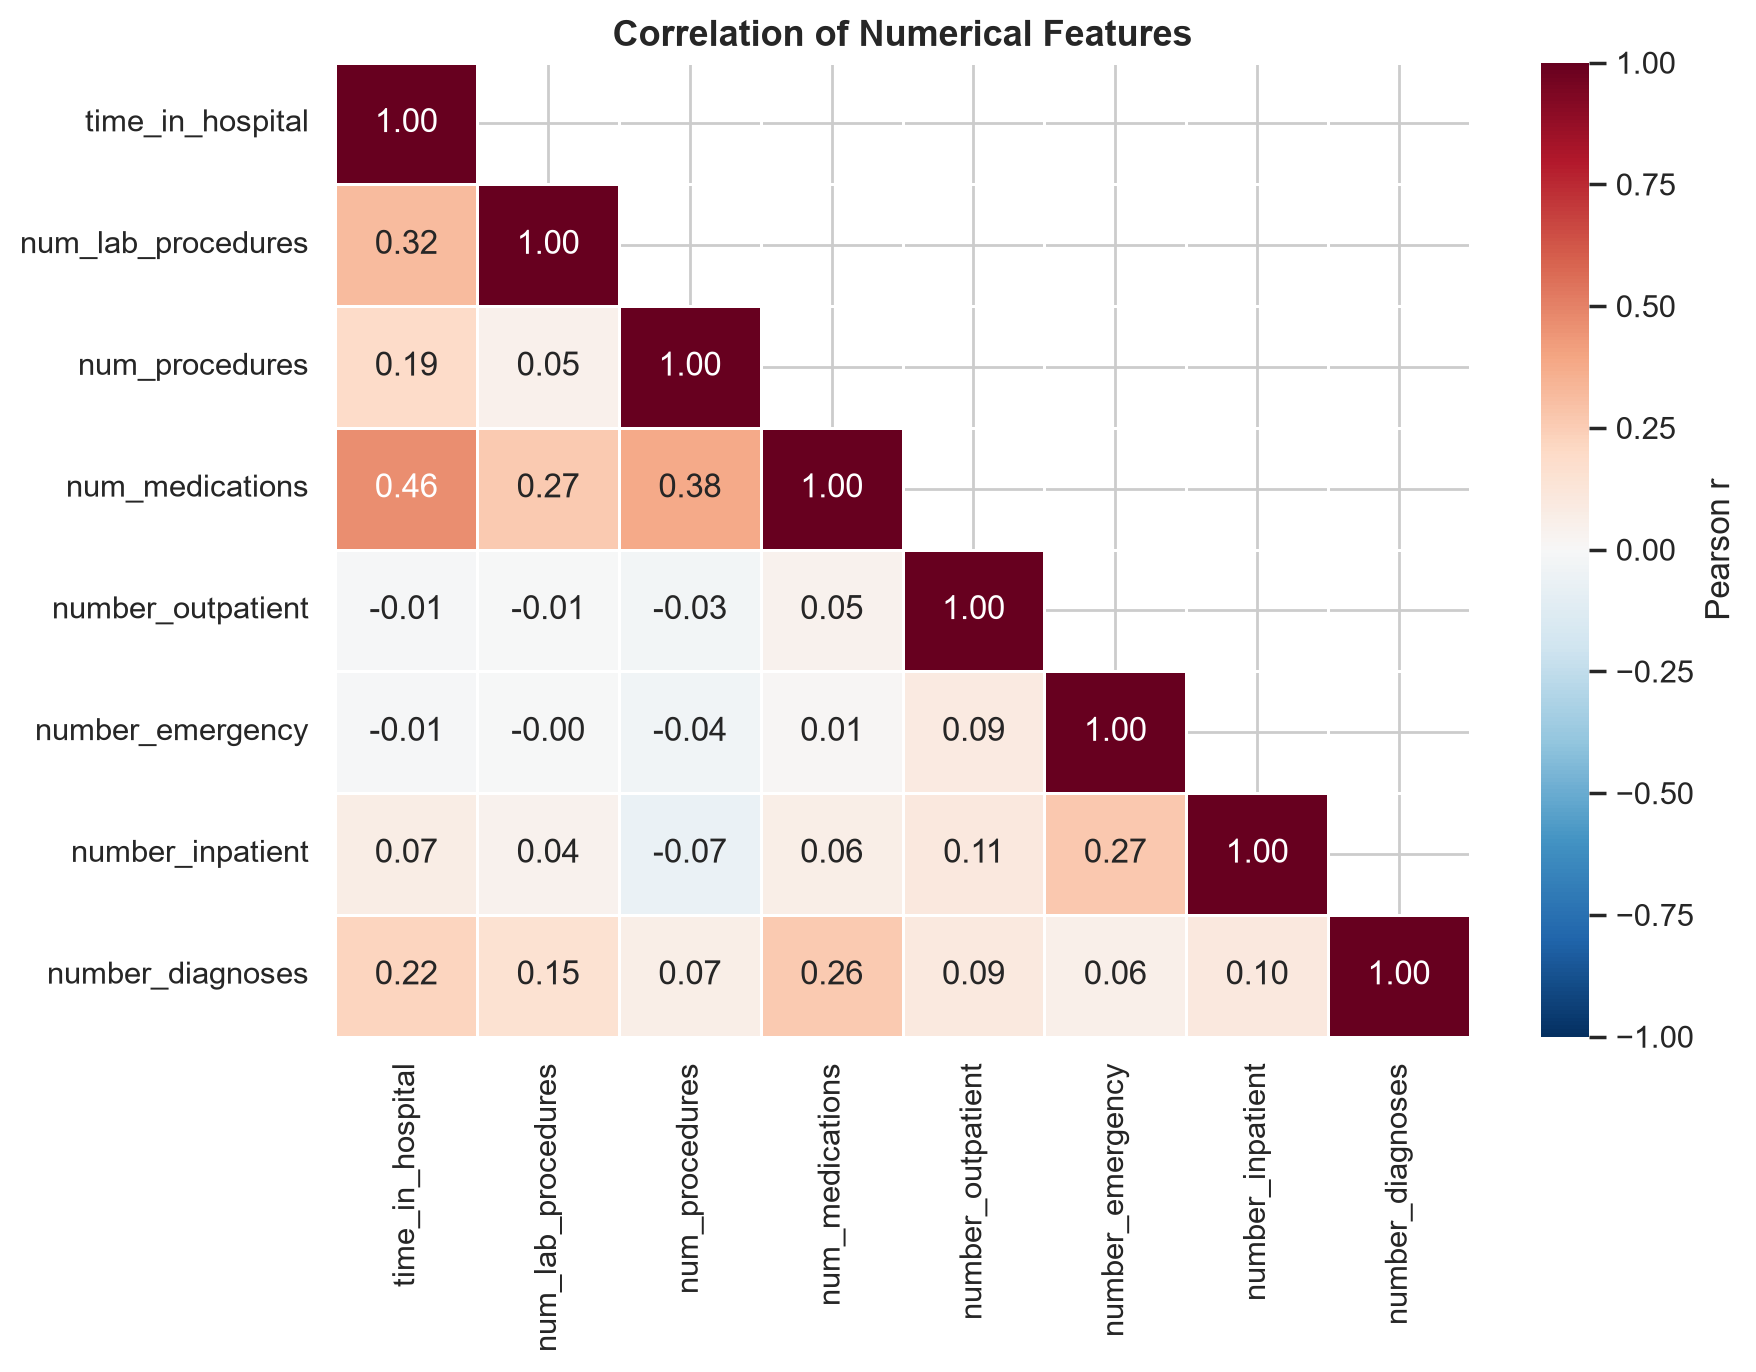 Correlation of Numerical Features
time_in_hospital 1.00
num_lab_procedures 0.32 1.00
num_procedures 0.19 0.05 1.00
num_medications 0.46 0.27 0.38 1.00
number_outpatient -0.01 -0.01 -0.03 0.05 1.00
number_emergency -0.01 -0.00 -0.04 0.01 0.09 1.00
number_inpatient 0.07 0.04 -0.07 0.06 0.11 0.27 1.00
number_diagnoses 0.22 0.15 0.07 0.26 0.09 0.06 0.10 1.00
time_in_hospital
num_lab_procedures
num_procedures
num_medications
number_outpatient
number_emergency
number_inpatient
number_diagnoses
1.00
0.75
0.50
0.25
0.00
−0.25
−0.50
−0.75
−1.00
Pearson r